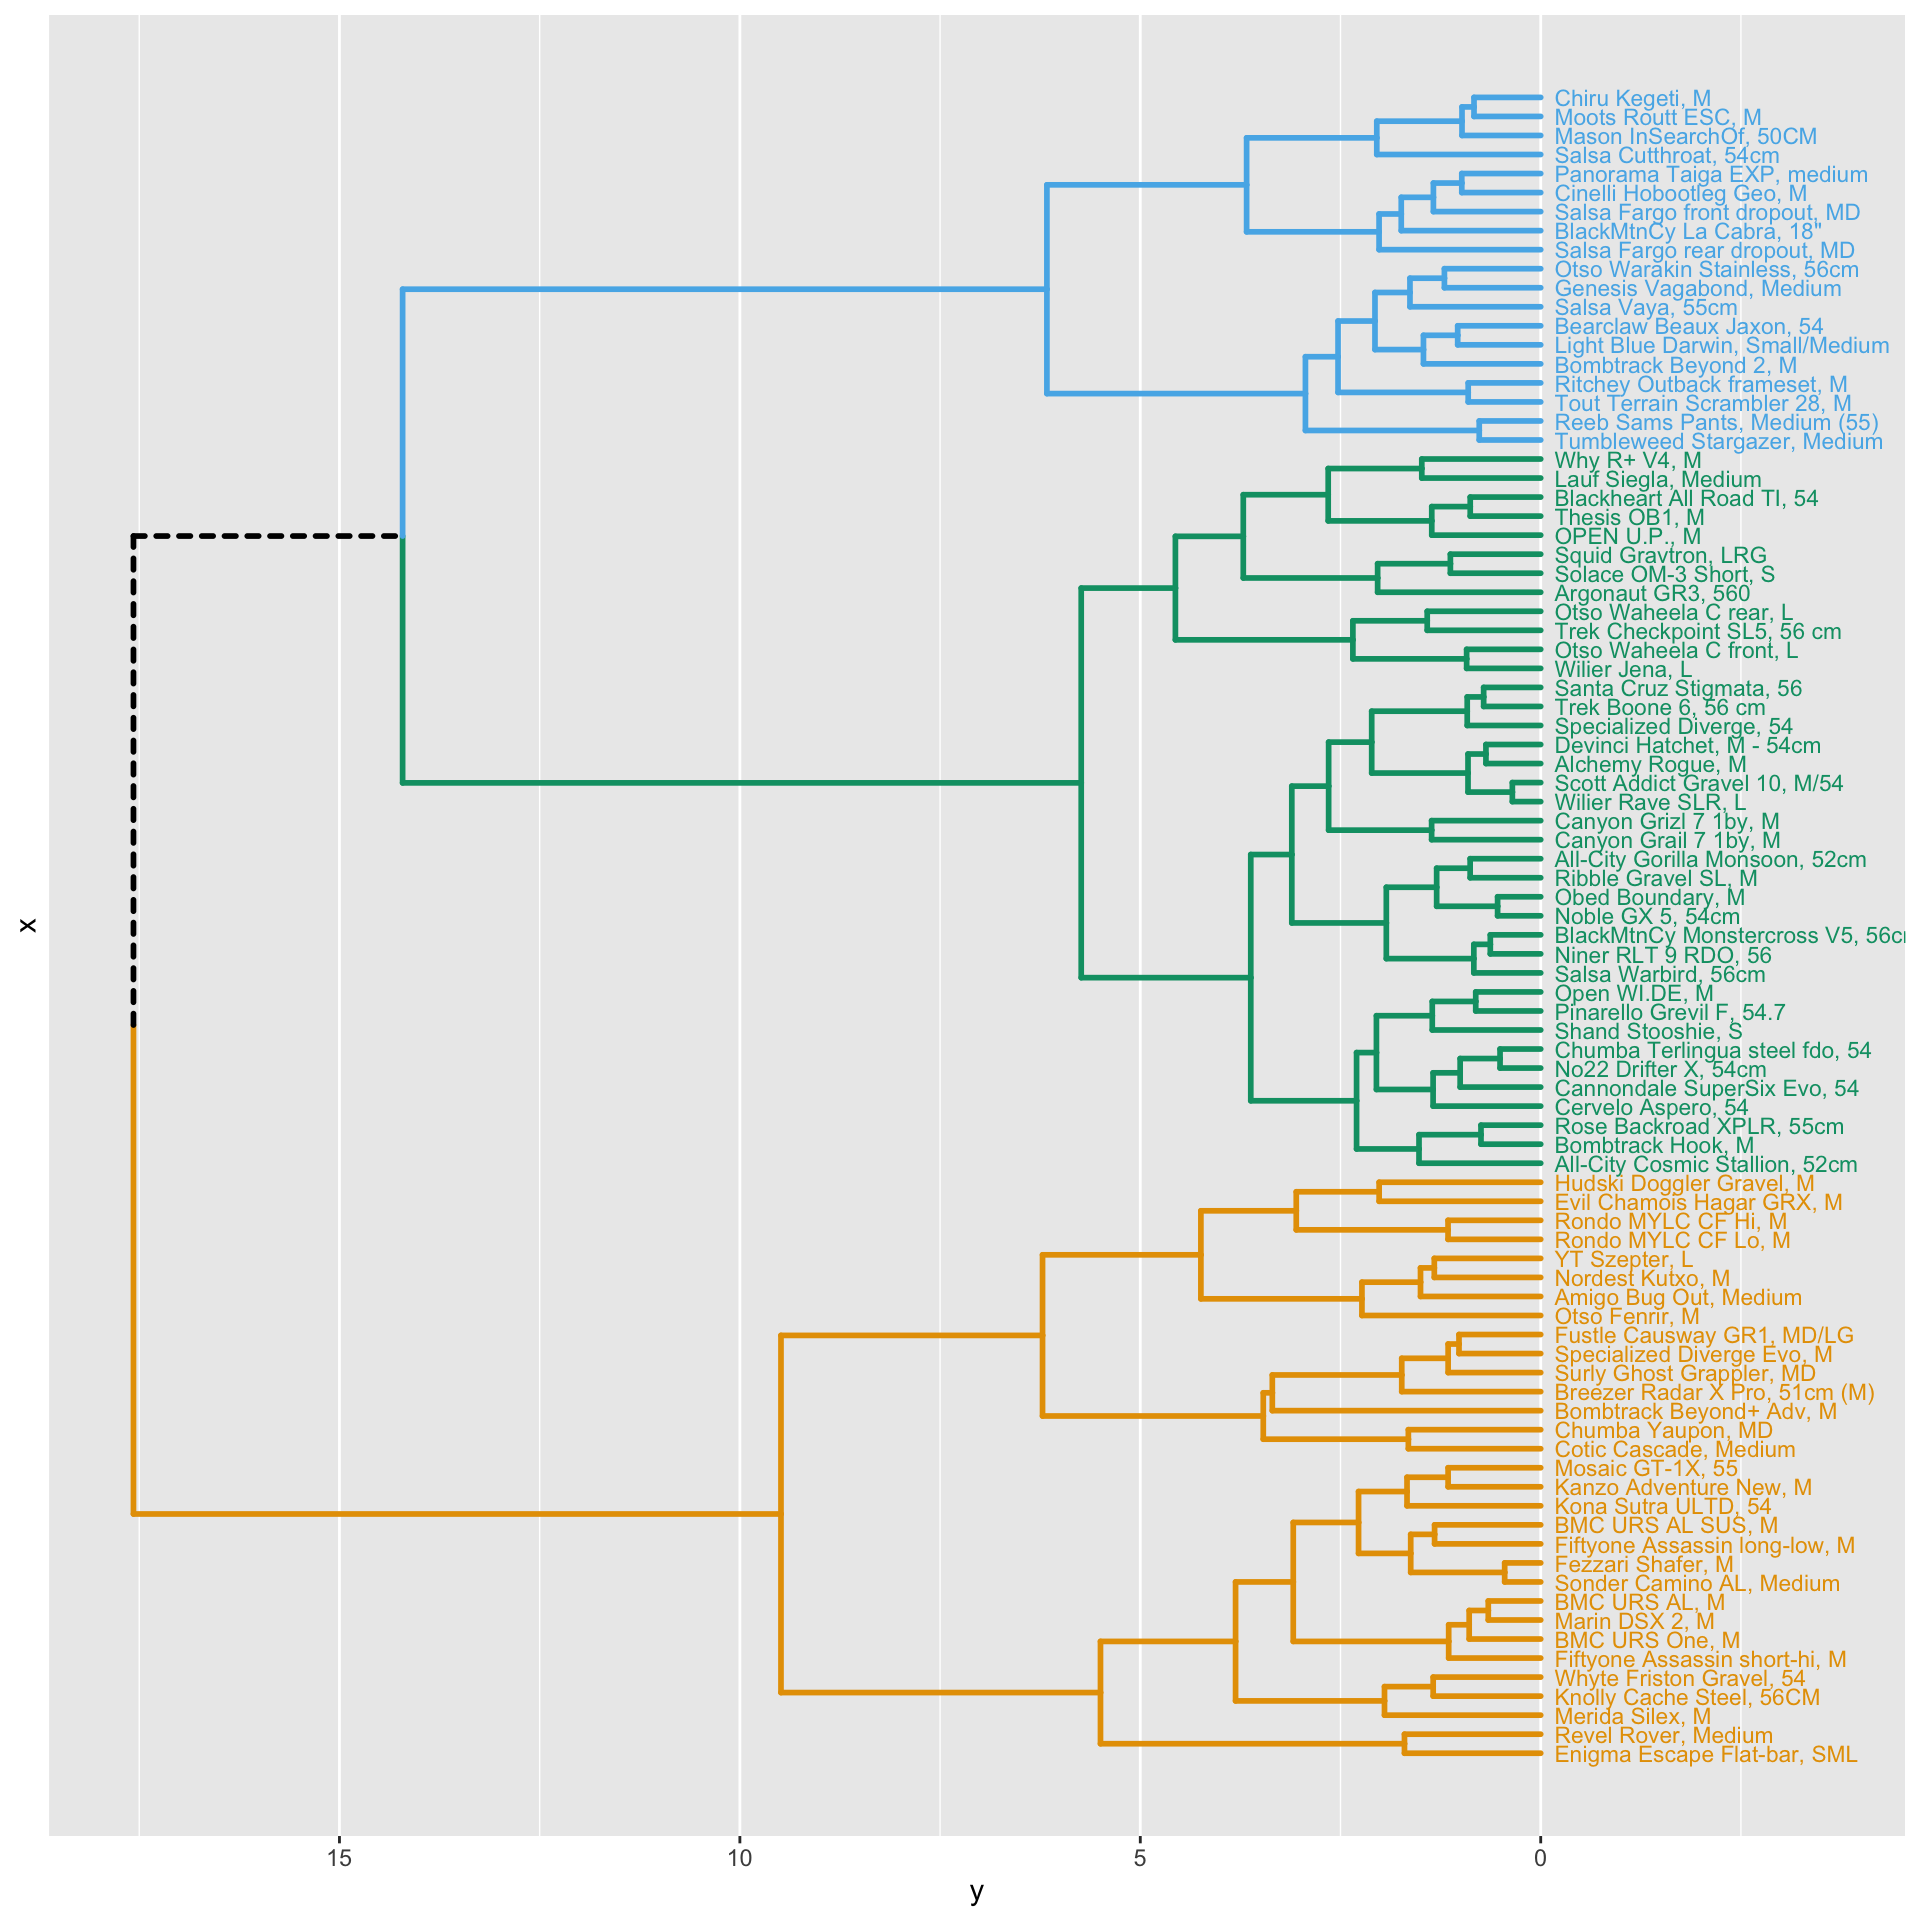 Chiru Kegeti, M
Moots Routt ESC, M
Mason InSearchOf, 50CM
Salsa Cutthroat, 54cm
Panorama Taiga EXP, medium
Cinelli Hobootleg Geo, M
Salsa Fargo front dropout, MD
BlackMtnCy La Cabra, 18"
Salsa Fargo rear dropout, MD
Otso Warakin Stainless, 56cm
Genesis Vagabond, Medium
Salsa Vaya, 55cm
Bearclaw Beaux Jaxon, 54
Light Blue Darwin, Small/Medium
Bombtrack Beyond 2, M
Ritchey Outback frameset, M
Tout Terrain Scrambler 28, M
Reeb Sams Pants, Medium (55)
Tumbleweed Stargazer, Medium
Why R+ V4, M
Lauf Siegla, Medium
Blackheart All Road TI, 54
Thesis OB1, M
OPEN U.P., M
Squid Gravtron, LRG
Solace OM-3 Short, S
Argonaut GR3, 560
Otso Waheela C rear, L
Trek Checkpoint SL5, 56 cm
Otso Waheela C front, L
Wilier Jena, L
Santa Cruz Stigmata, 56
Trek Boone 6, 56 cm
Specialized Diverge, 54
Devinci Hatchet, M - 54cm
Alchemy Rogue, M
Scott Addict Gravel 10, M/54
Wilier Rave SLR, L
Canyon Grizl 7 1by, M
Canyon Grail 7 1by, M
All-City Gorilla Monsoon, 52cm
Ribble Gravel SL, M
Obed Boundary, M
Noble GX 5, 54cm
BlackMtnCy Monstercross V5, 56c
Niner RLT 9 RDO, 56
Salsa Warbird, 56cm
Open WI.DE, M
Pinarello Grevil F, 54.7
Shand Stooshie, S
Chumba Terlingua steel fdo, 54
No22 Drifter X, 54cm
Cannondale SuperSix Evo, 54
Cervelo Aspero, 54
Rose Backroad XPLR, 55cm
Bombtrack Hook, M
All-City Cosmic Stallion, 52cm
Hudski Doggler Gravel, M
Evil Chamois Hagar GRX, M
Rondo MYLC CF Hi, M
Rondo MYLC CF Lo, M
YT Szepter, L
Nordest Kutxo, M
Amigo Bug Out, Medium
Otso Fenrir, M
Fustle Causway GR1, MD/LG
Specialized Diverge Evo, M
Surly Ghost Grappler, MD
Breezer Radar X Pro, 51cm (M)
Bombtrack Beyond+ Adv, M
Chumba Yaupon, MD
Cotic Cascade, Medium
Mosaic GT-1X, 55
Kanzo Adventure New, M
Kona Sutra ULTD, 54
BMC URS AL SUS, M
Fiftyone Assassin long-low, M
Fezzari Shafer, M
Sonder Camino AL, Medium
BMC URS AL, M
Marin DSX 2, M
BMC URS One, M
Fiftyone Assassin short-hi, M
Whyte Friston Gravel, 54
Knolly Cache Steel, 56CM
Merida Silex, M
Revel Rover, Medium
Enigma Escape Flat-bar, SML
x
15 10 5 0
y